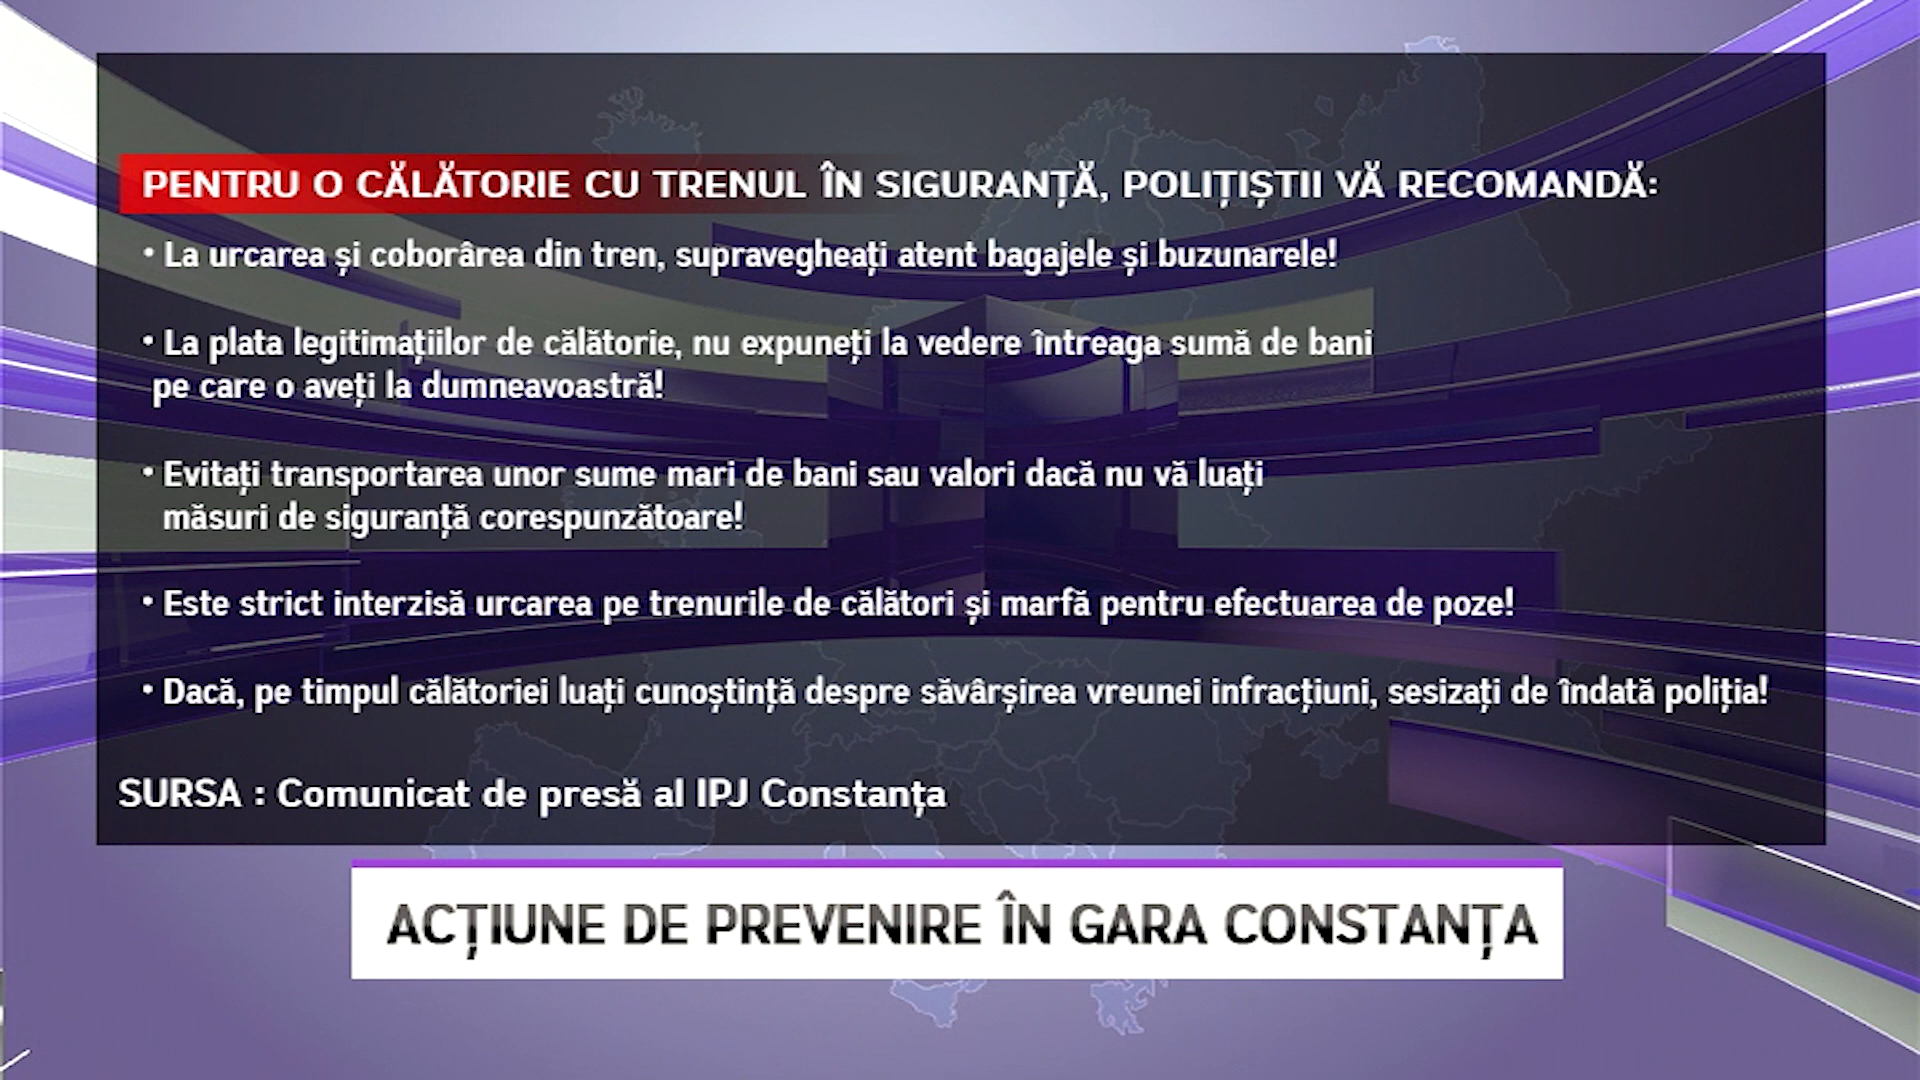 PENTRU O CĂLĂTORIE CU TRENUL ÎN SIGURANȚĂ, POLIȚIȘTII VĂ RECOMANDĂ:
• La urcarea și coborârea din tren, supravegheați atent bagajele și buzunarele!
• La plata legitimațiilor de călătorie, nu expuneți la vedere întreaga sumă de bani
pe care o aveți la dumneavoastră!
• Evitați transportarea unor sume mari de bani sau valori dacă nu vă luați
măsuri de siguranță corespunzătoare!
• Este strict interzisă urcarea pe trenurile de călători și marfă pentru efectuarea de poze!
• Dacă, pe timpul călătoriei luați cunoștință despre săvârșirea vreunei infracțiuni, sesizați de îndată poliția!
SURSA : Comunicat de presă al IPJ Constanța
ACȚIUNE DE PREVENIRE ÎN GARA CONSTANȚA